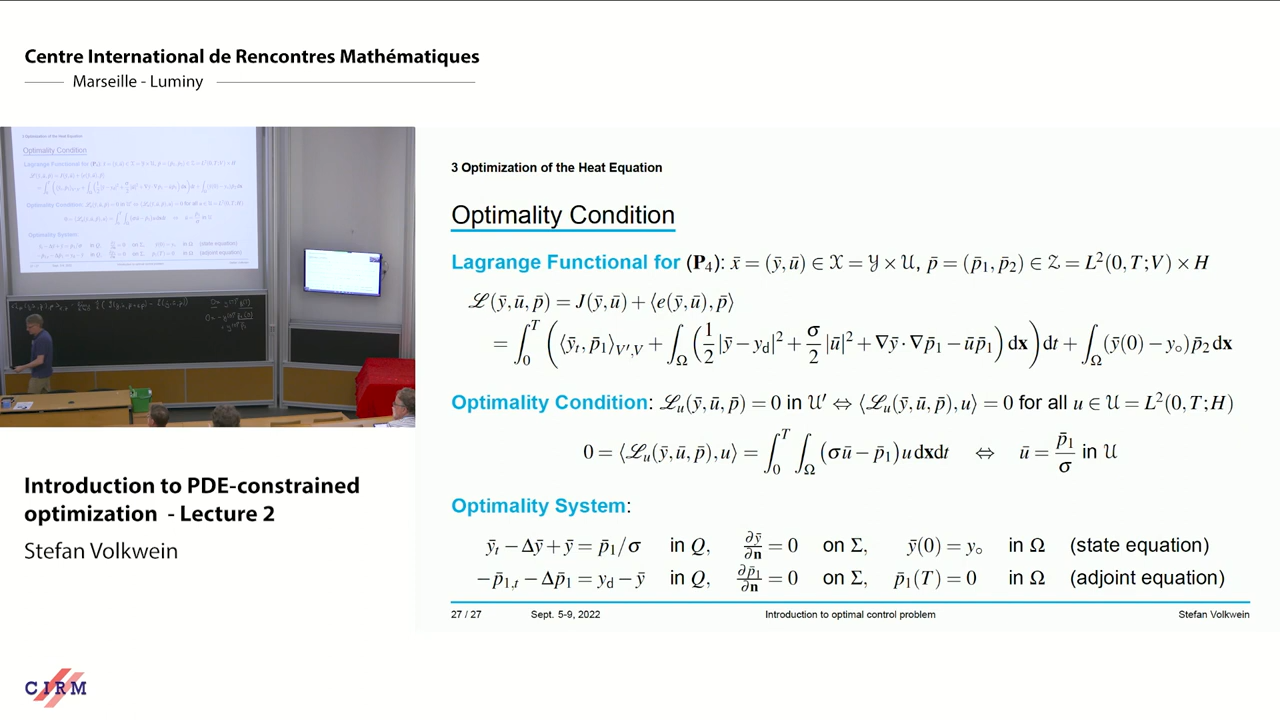 Centre International de Rencontres Mathématiques
Marseille - Luminy
3 Optimization of the Heat Equation
Optimality Condition
Lagrange Functional for (P₄): x̄ = (ȳ, ū) ∈ 𝒳 = 𝒴 × 𝒰, p̄ = (p̄₁, p̄₂) ∈ 𝒵 = L²(0,T;V) × H
ℒ(ȳ, ū, p̄) = J(ȳ, ū) + ⟨e(ȳ, ū), p̄⟩
= ∫₀ᵀ ( ⟨ȳₜ, p̄₁⟩_{V′,V} + ∫_Ω ( 1/2 |ȳ − y_d|² + σ/2 |ū|² + ∇ȳ · ∇p̄₁ − ūp̄₁ ) dx ) dt + ∫_Ω (ȳ(0) − y_∘) p̄₂ dx
Optimality Condition: ℒ_u(ȳ, ū, p̄) = 0 in 𝒰′ ⇔ ⟨ℒ_u(ȳ, ū, p̄), u⟩ = 0 for all u ∈ 𝒰 = L²(0,T;H)
0 = ⟨ℒ_u(ȳ, ū, p̄), u⟩ = ∫₀ᵀ ∫_Ω (σū − p̄₁) u dxdt ⇔ ū = p̄₁/σ in 𝒰
Optimality System:
ȳₜ − Δȳ + ȳ = p̄₁/σ in Q, ∂ȳ/∂n = 0 on Σ, ȳ(0) = y_∘ in Ω (state equation)
−p̄₁,ₜ − Δp̄₁ = y_d − ȳ in Q, ∂p̄₁/∂n = 0 on Σ, p̄₁(T) = 0 in Ω (adjoint equation)
27 / 27 Sept. 5-9, 2022 Introduction to optimal control problem Stefan Volkwein
Introduction to PDE-constrained
optimization - Lecture 2
Stefan Volkwein
CIRM